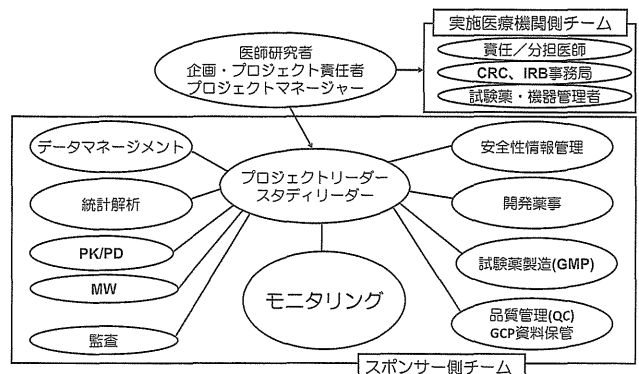 実施医療機関側チーム
責任／分担医師
CRC、IRB事務局
試験薬・機器管理者
医師研究者
企画・プロジェクト責任者
プロジェクトマネージャー
データマネージメント
統計解析
PK/PD
MW
監査
プロジェクトリーダー
スタディリーダー
モニタリング
安全性情報管理
開発薬事
試験薬製造(GMP)
品質管理(QC)
GCP資料保管
スポンサー側チーム